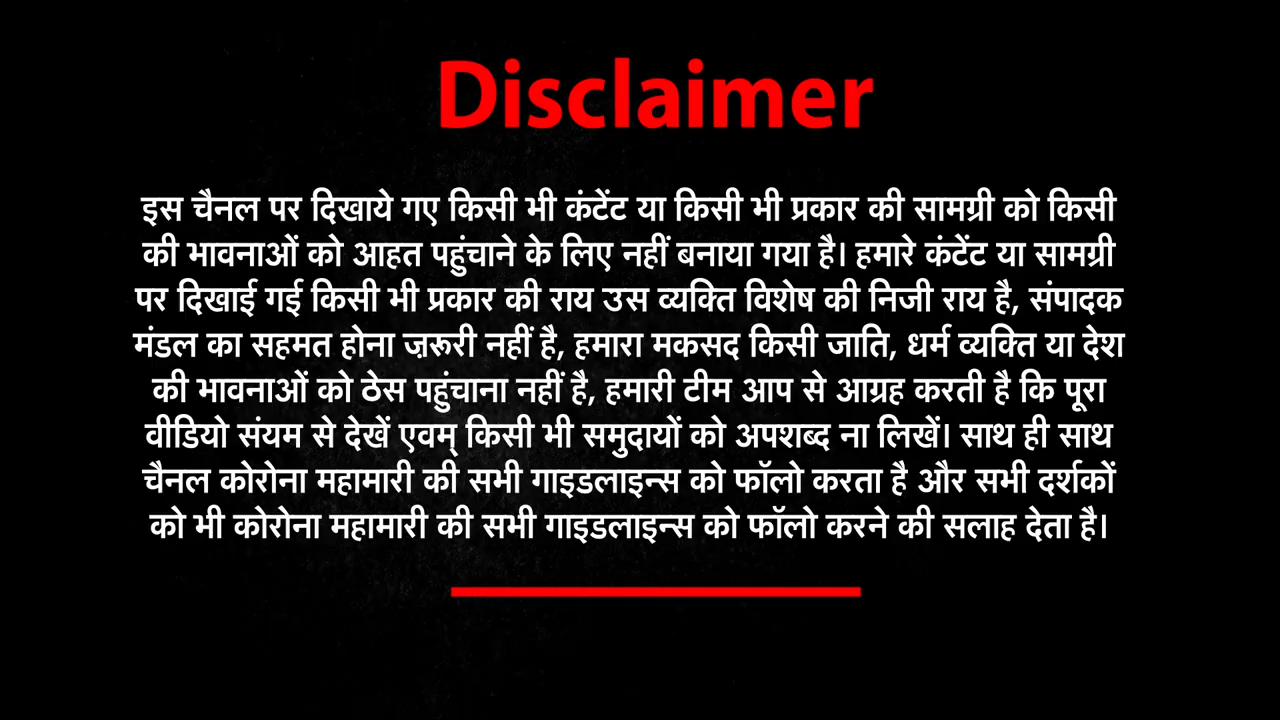 Disclaimer
इस चैनल पर दिखाये गए किसी भी कंटेंट या किसी भी प्रकार की सामग्री को किसी
की भावनाओं को आहत पहुंचाने के लिए नहीं बनाया गया है। हमारे कंटेंट या सामग्री
पर दिखाई गई किसी भी प्रकार की राय उस व्यक्ति विशेष की निजी राय है, संपादक
मंडल का सहमत होना ज़रूरी नहीं है, हमारा मकसद किसी जाति, धर्म व्यक्ति या देश
की भावनाओं को ठेस पहुंचाना नहीं है, हमारी टीम आप से आग्रह करती है कि पूरा
वीडियो संयम से देखें एवम् किसी भी समुदायों को अपशब्द ना लिखें। साथ ही साथ
चैनल कोरोना महामारी की सभी गाइडलाइन्स को फॉलो करता है और सभी दर्शकों
को भी कोरोना महामारी की सभी गाइडलाइन्स को फॉलो करने की सलाह देता है।